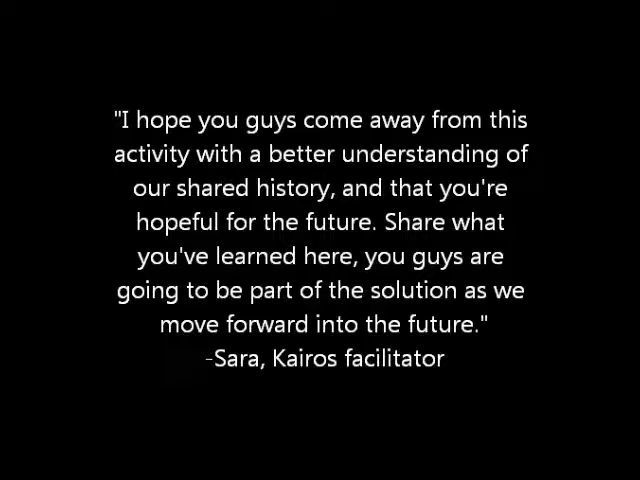 "I hope you guys come away from this
activity with a better understanding of
our shared history, and that you're
hopeful for the future. Share what
you've learned here, you guys are
going to be part of the solution as we
move forward into the future."
-Sara, Kairos facilitator